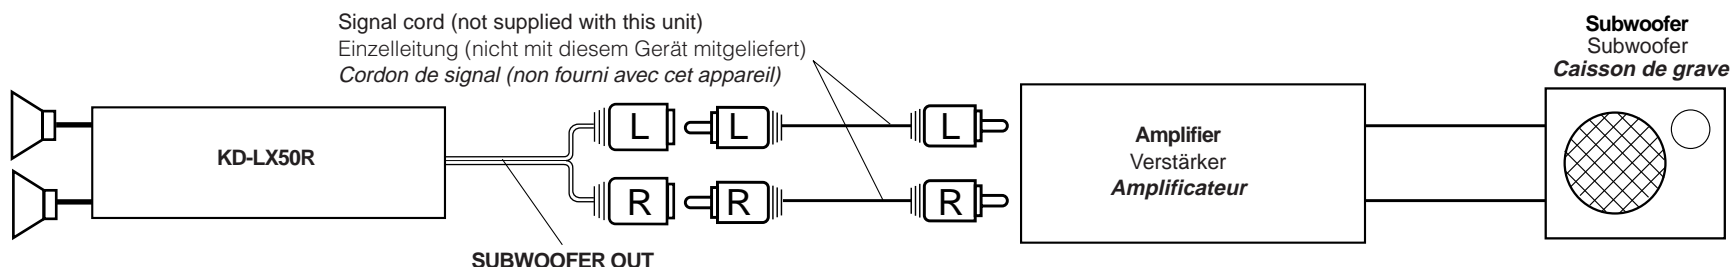 Signal cord (not supplied with this unit)
Einzelleitung (nicht mit diesem Gerät mitgeliefert)
Cordon de signal (non fourni avec cet appareil)
Subwoofer
Subwoofer
Caisson de grave
KD-LX50R
L
L
L
R
R
R
Amplifier
Verstärker
Amplificateur
SUBWOOFER OUT